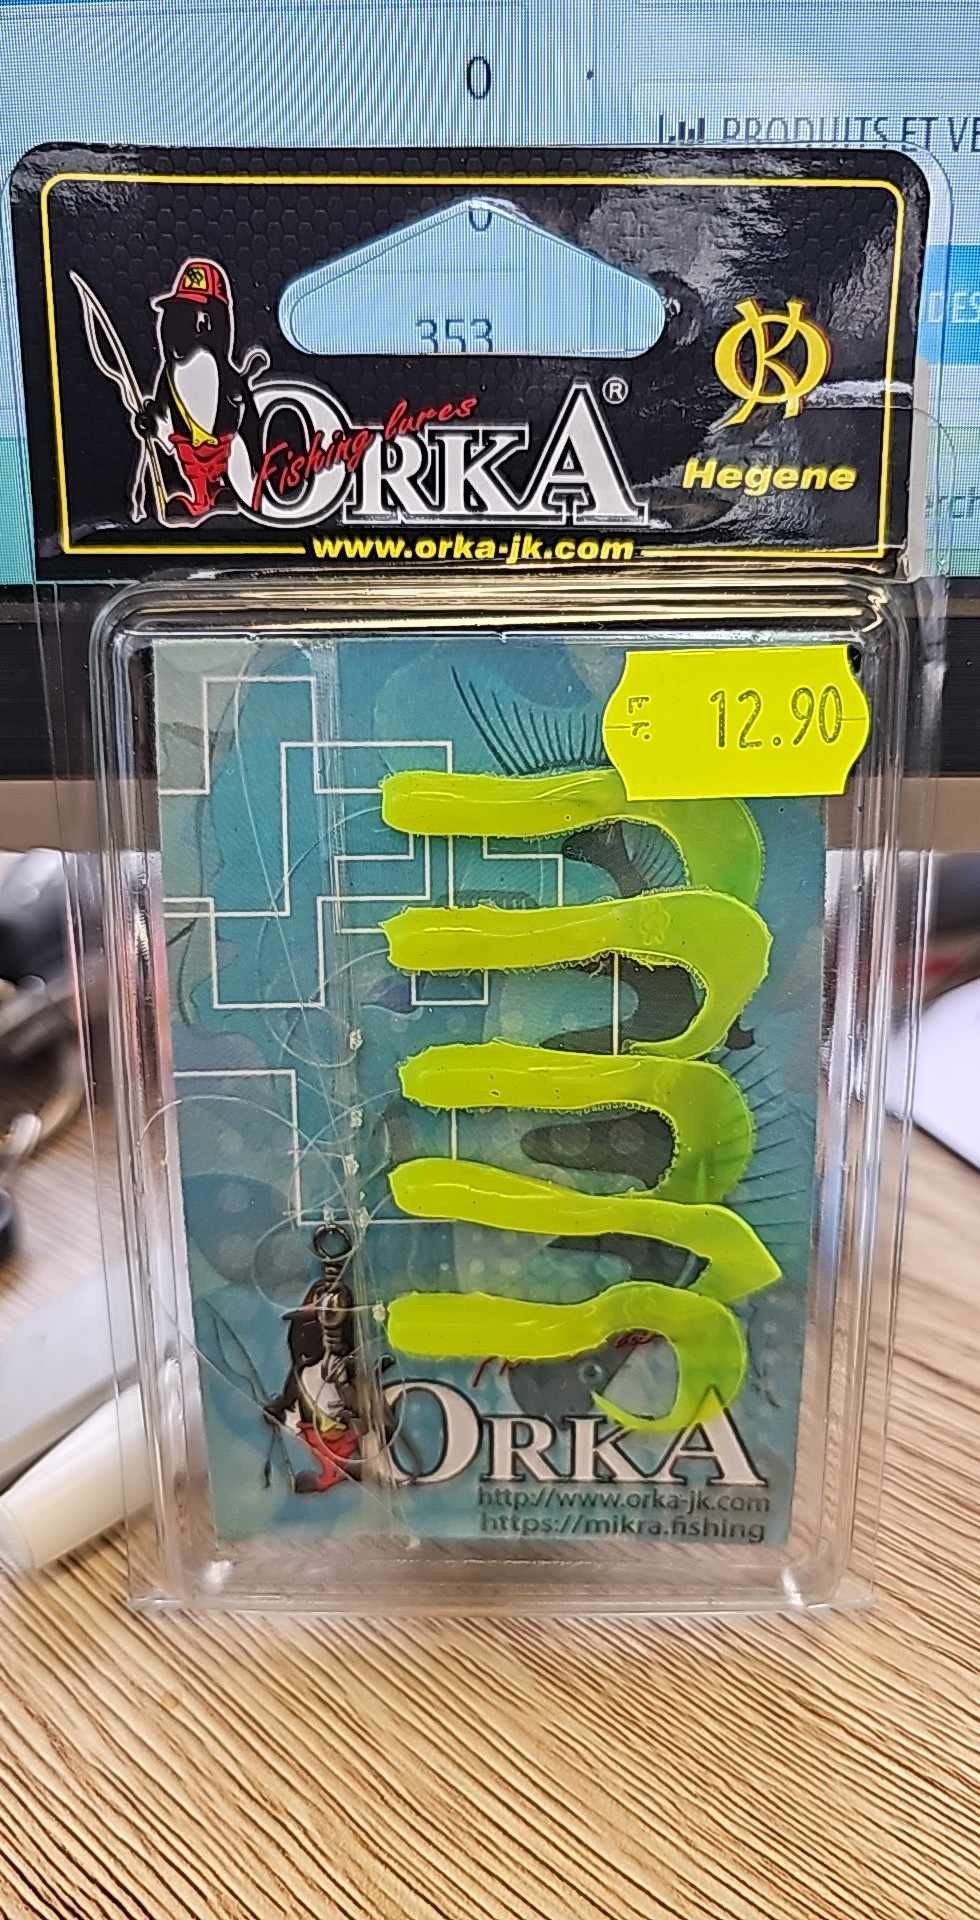 0
PRODUITS ET VE
0
DES
353
Fishing lures
ORKA®
Hegene
www.orka-jk.com
Fr. 12.90
ORKA
http://www.orka-jk.com
https://mikra.fishing